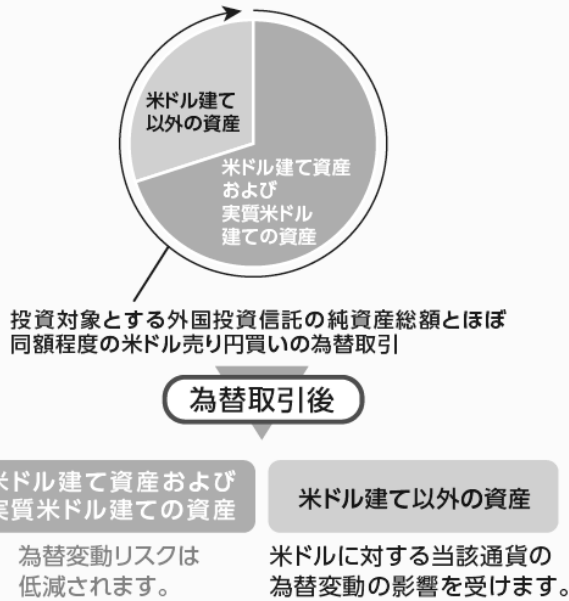 米ドル建て
以外の資産
米ドル建て資産
および
実質米ドル
建ての資産
投資対象とする外国投資信託の純資産総額とほぼ
同額程度の米ドル売り円買いの為替取引
為替取引後
米ドル建て資産および
実質米ドル建ての資産
米ドル建て以外の資産
為替変動リスクは
低減されます。
米ドルに対する当該通貨の
為替変動の影響を受けます。